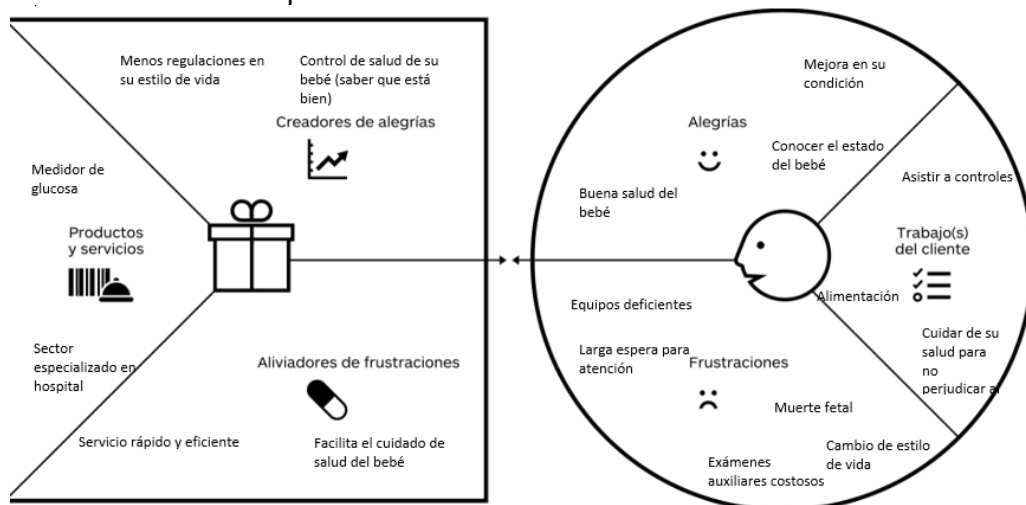 Menos regulaciones en
su estilo de vida
Control de salud de su
bebé (saber que está
bien)
Creadores de alegrías
Medidor de
glucosa
Productos
y servicios
Sector
especializado en
hospital
Aliviadores de frustraciones
Servicio rápido y eficiente
Facilita el cuidado de
salud del bebé
Mejora en su
condición
Alegrías
Conocer el estado
del bebé
Buena salud del
bebé
Asistir a controles
Trabajo(s)
del cliente
Alimentación
Cuidar de su
salud para
no
perjudicar al
Equipos deficientes
Larga espera para
atención
Frustraciones
Muerte fetal
Cambio de estilo
de vida
Exámenes
auxiliares costosos